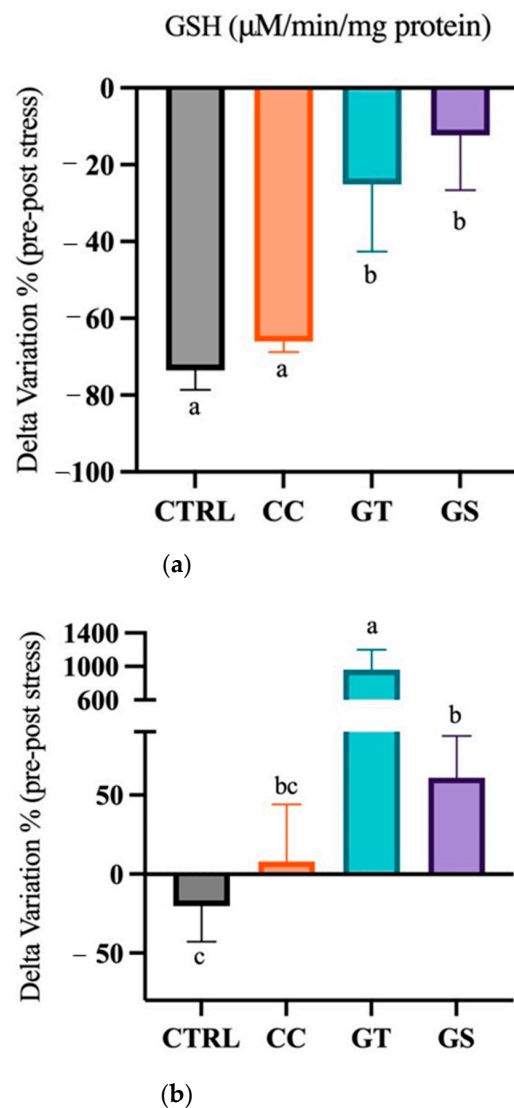 GSH (μM/min/mg protein)
Delta Variation % (pre-post stress)
0
− 20
− 40
− 60
− 80
−100
a
a
b
b
CTRL CC GT GS
(a)
Delta Variation % (pre-post stress)
1400
1000
600
50
0
− 50
c
bc
a
b
CTRL CC GT GS
(b)